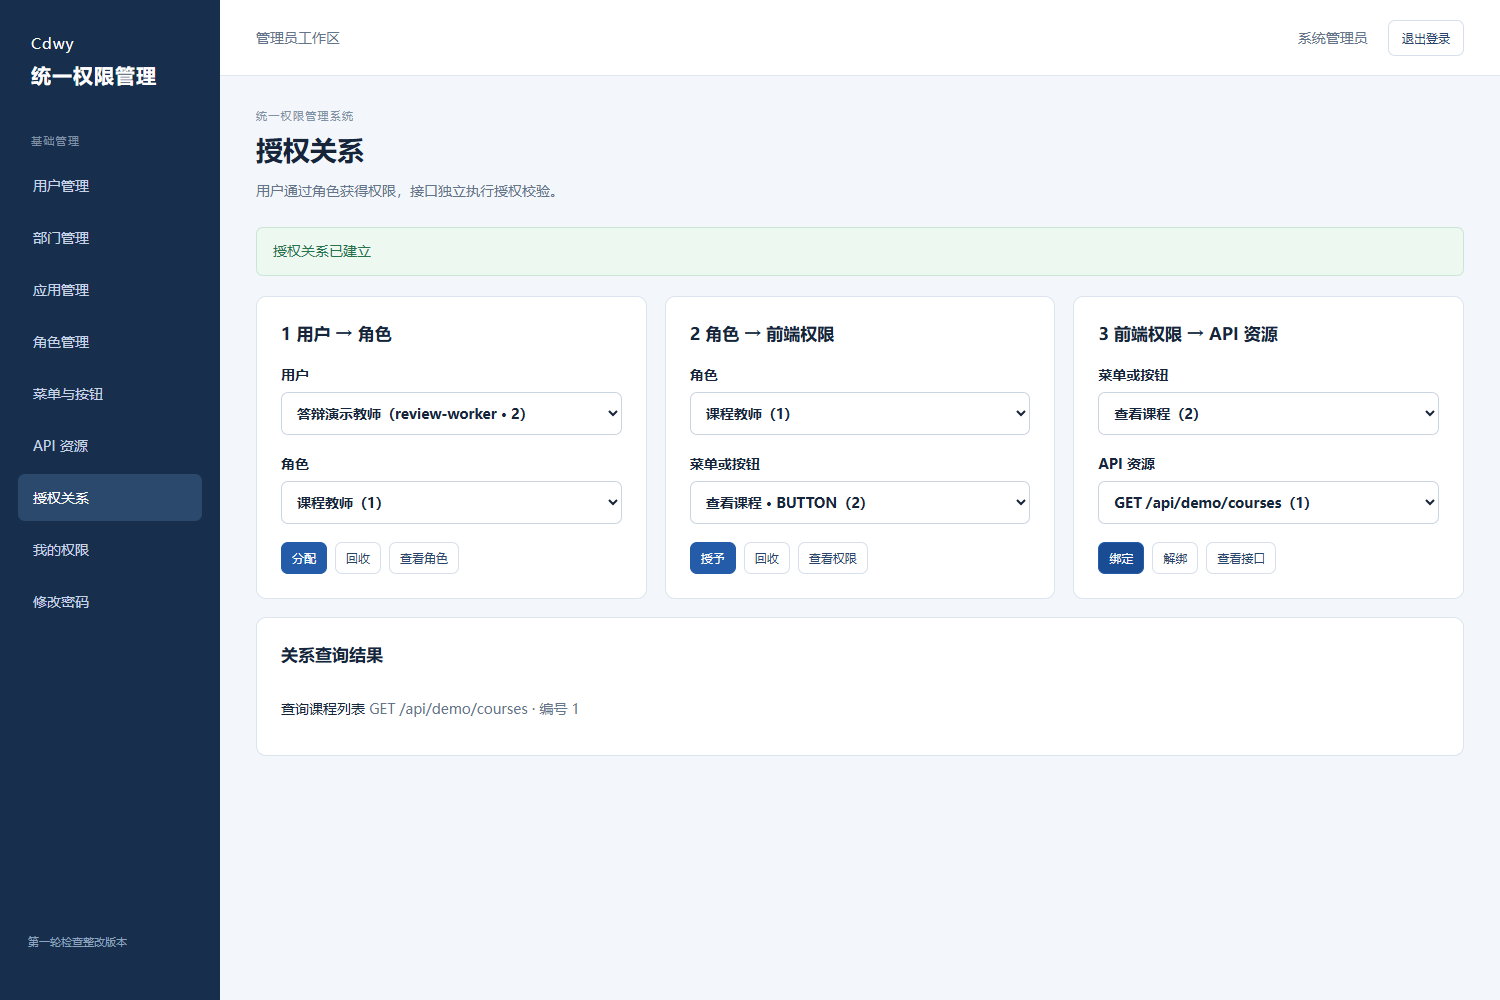 Cdwy
统一权限管理
基础管理
用户管理
部门管理
应用管理
角色管理
菜单与按钮
API 资源
授权关系
我的权限
修改密码
第一轮检查整改版本
管理员工作区
系统管理员
退出登录
统一权限管理系统
授权关系
用户通过角色获得权限，接口独立执行授权校验。
授权关系已建立
1 用户 → 角色
用户
答辩演示教师（review-worker • 2）
角色
课程教师（1）
分配 回收 查看角色
2 角色 → 前端权限
角色
课程教师（1）
菜单或按钮
查看课程 • BUTTON（2）
授予 回收 查看权限
3 前端权限 → API 资源
菜单或按钮
查看课程（2）
API 资源
GET /api/demo/courses（1）
绑定 解绑 查看接口
关系查询结果
查询课程列表 GET /api/demo/courses · 编号 1